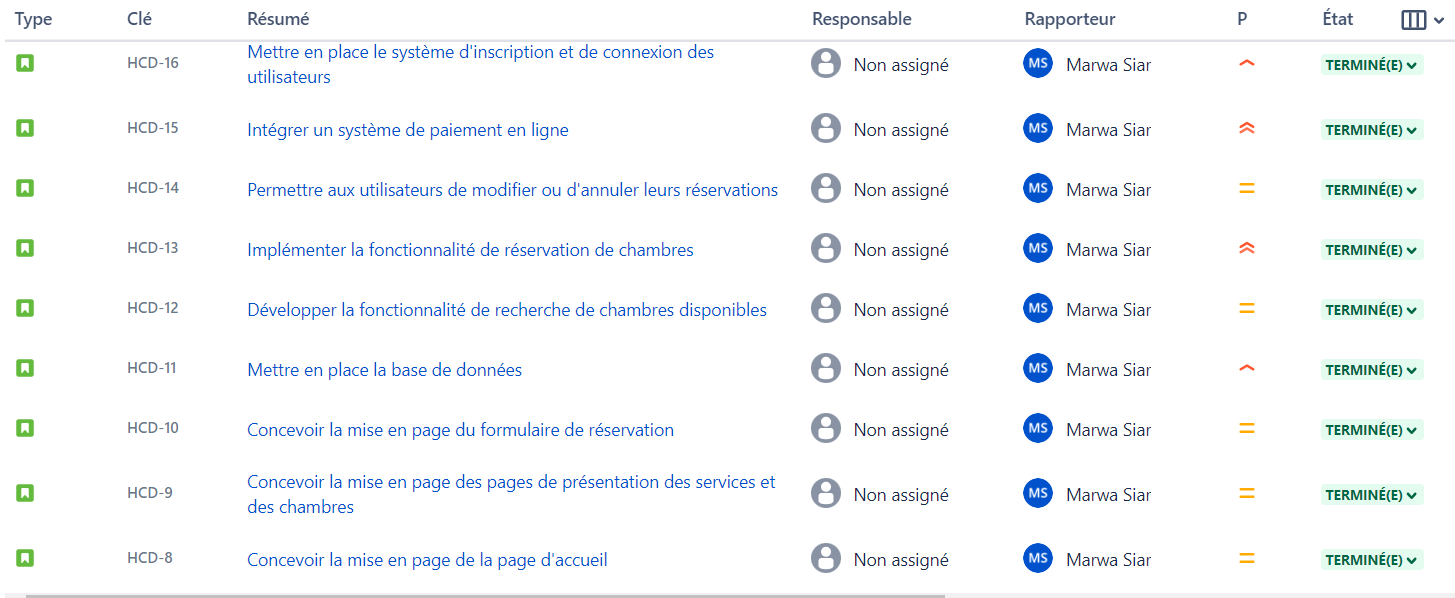 Type Clé Résumé Responsable Rapporteur P État
HCD-16 Mettre en place le système d'inscription et de connexion des
utilisateurs Non assigné MS Marwa Siar TERMINÉ(E)
HCD-15 Intégrer un système de paiement en ligne Non assigné MS Marwa Siar TERMINÉ(E)
HCD-14 Permettre aux utilisateurs de modifier ou d'annuler leurs réservations Non assigné MS Marwa Siar TERMINÉ(E)
HCD-13 Implémenter la fonctionnalité de réservation de chambres Non assigné MS Marwa Siar TERMINÉ(E)
HCD-12 Développer la fonctionnalité de recherche de chambres disponibles Non assigné MS Marwa Siar TERMINÉ(E)
HCD-11 Mettre en place la base de données Non assigné MS Marwa Siar TERMINÉ(E)
HCD-10 Concevoir la mise en page du formulaire de réservation Non assigné MS Marwa Siar TERMINÉ(E)
HCD-9 Concevoir la mise en page des pages de présentation des services et
des chambres Non assigné MS Marwa Siar TERMINÉ(E)
HCD-8 Concevoir la mise en page de la page d'accueil Non assigné MS Marwa Siar TERMINÉ(E)